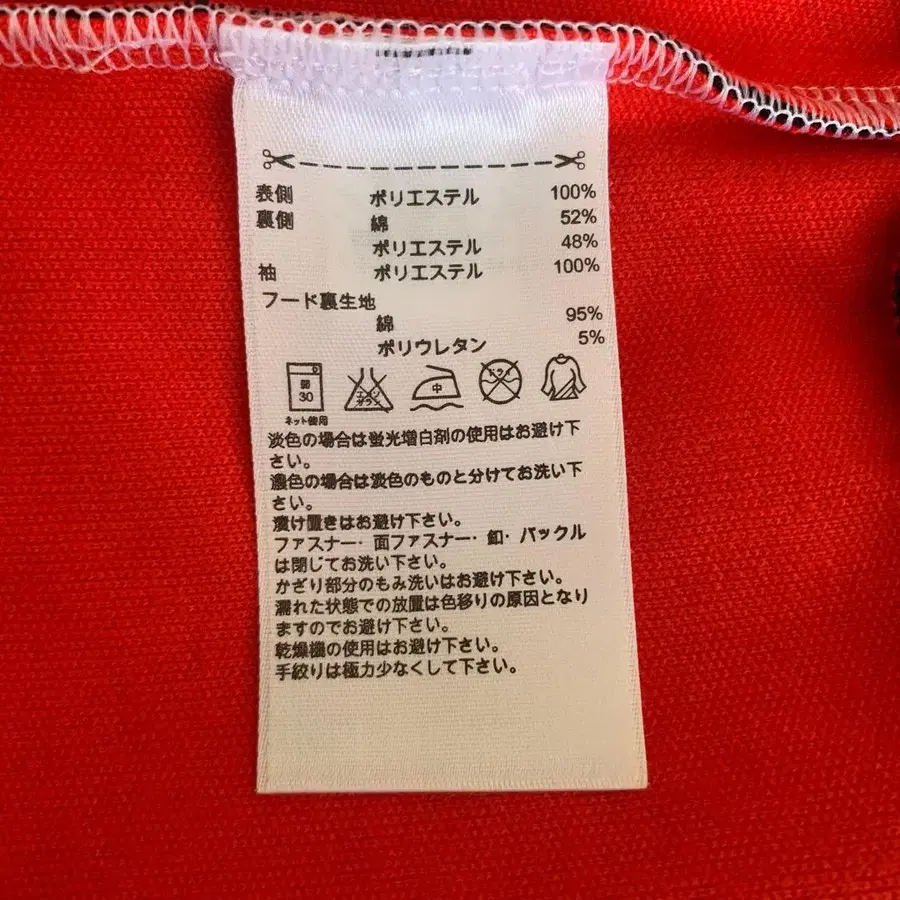 表側 ポリエステル 100%
裏側 綿 52%
ポリエステル 48%
袖 ポリエステル 100%
フード裏生地
綿 95%
ポリウレタン 5%
弱 30 エンソ サラシ 中 ドライ
ネット使用
淡色の場合は蛍光増白剤の使用はお避け下
さい。
濃色の場合は淡色のものと分けてお洗い下
さい。
漬け置きはお避け下さい。
ファスナー・面ファスナー・釦・バックル
は閉じてお洗い下さい。
かざり部分のもみ洗いはお避け下さい。
濡れた状態での放置は色移りの原因となり
ますのでお避け下さい。
乾燥機の使用はお避け下さい。
手絞りは極力少なくして下さい。